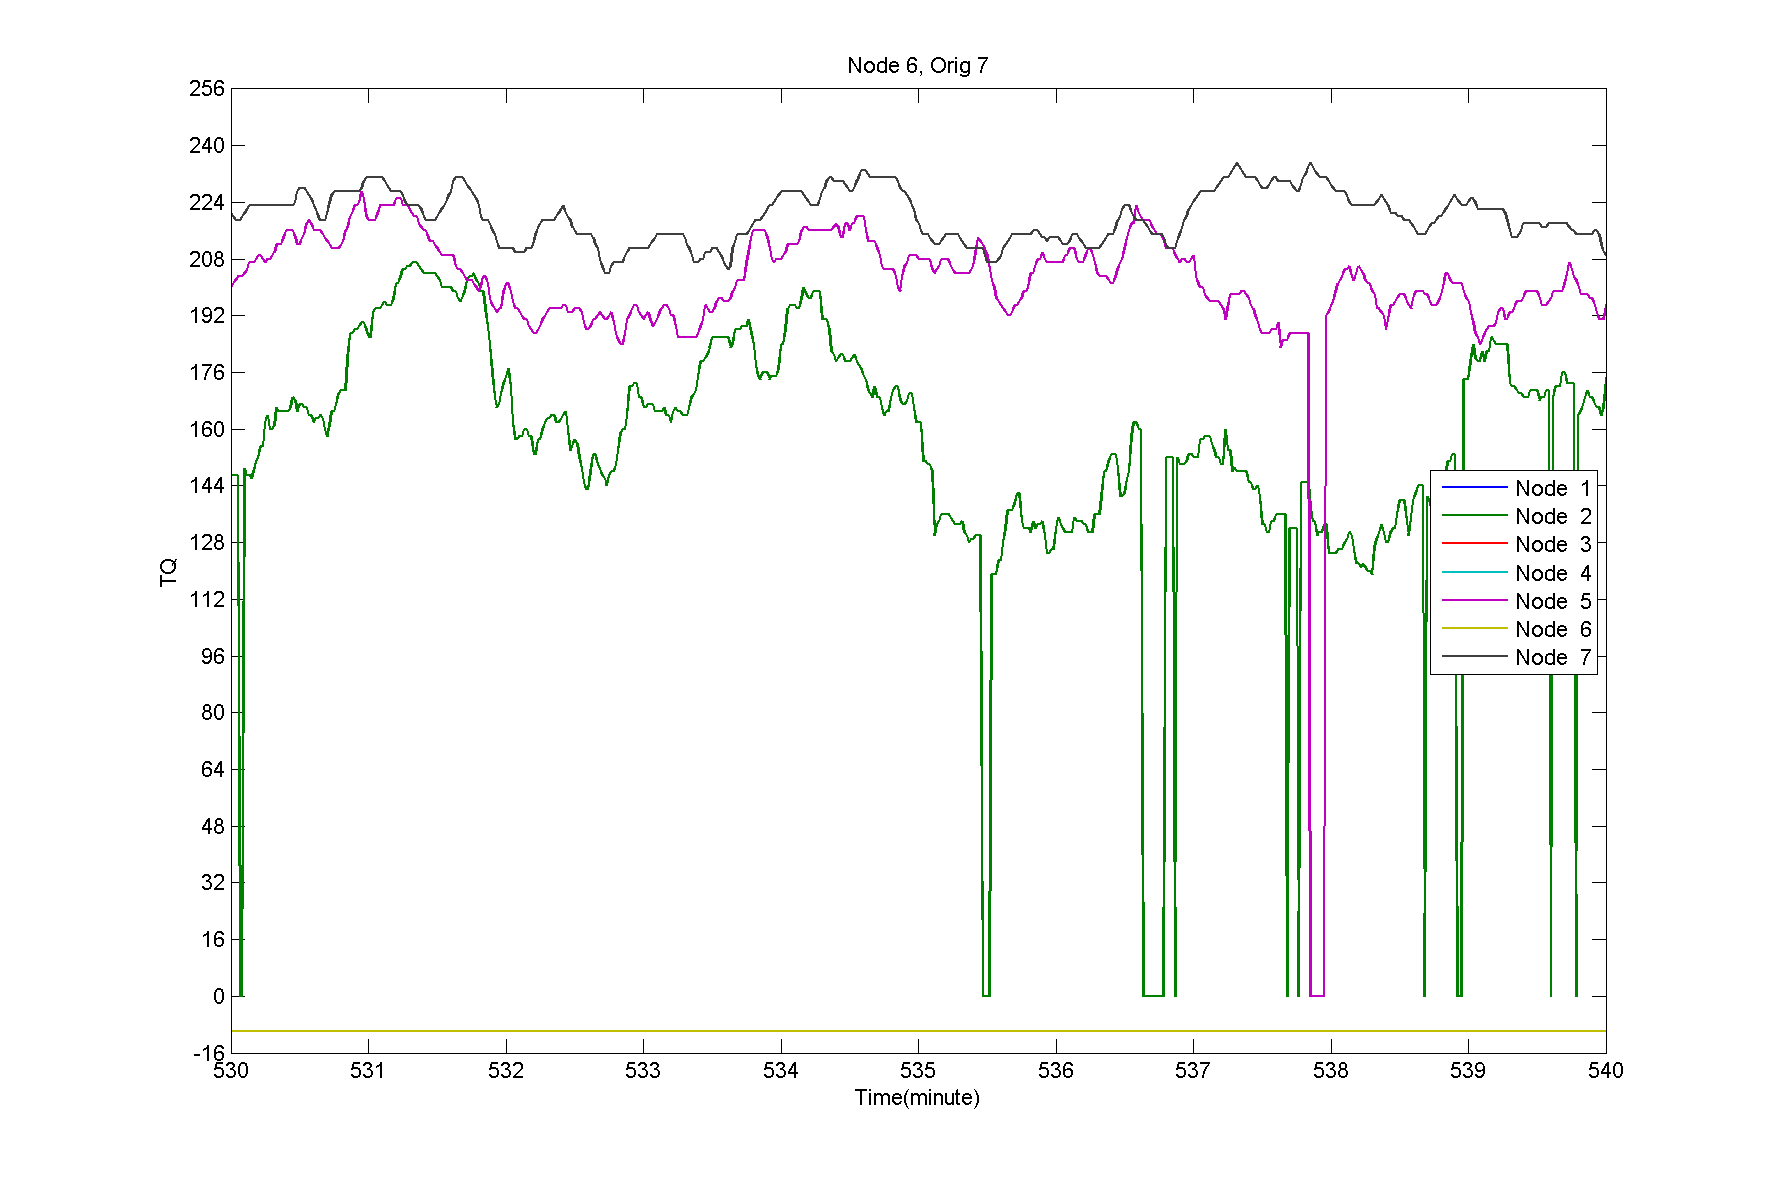 Node 6, Orig 7
256
240
224
208
192
176
160
144
128
112
96
80
64
48
32
16
0
-16
TQ
Node 1
Node 2
Node 3
Node 4
Node 5
Node 6
Node 7
530 531 532 533 534 535 536 537 538 539 540
Time(minute)